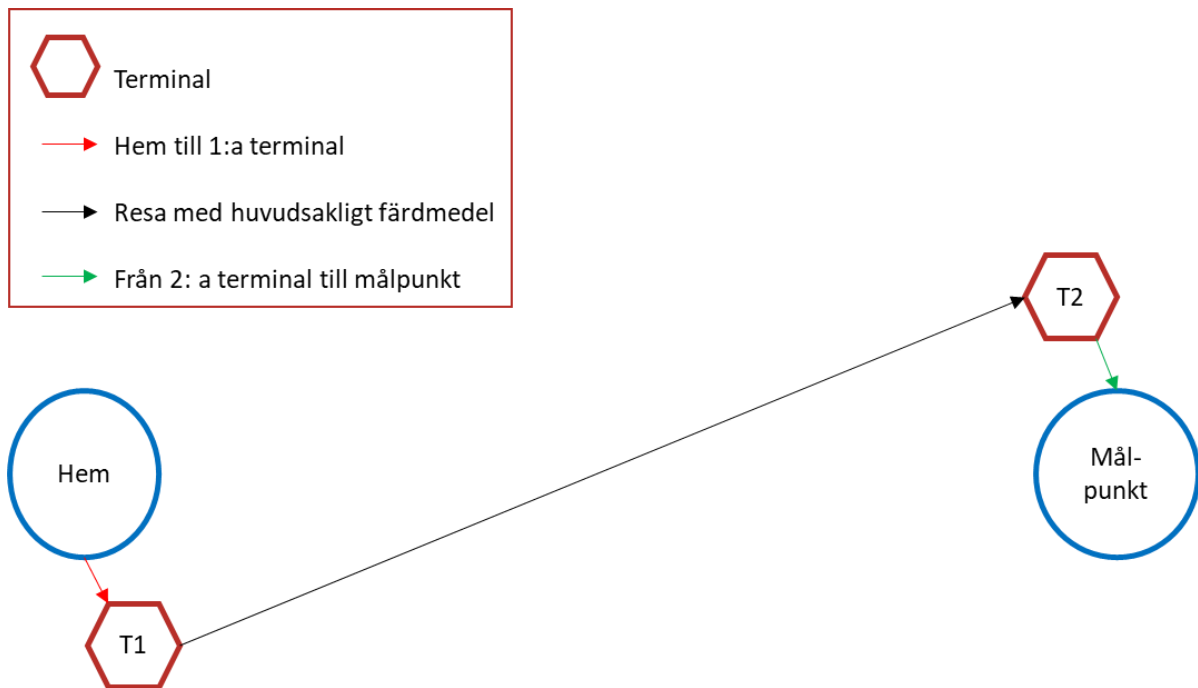 Terminal
Hem till 1:a terminal
Resa med huvudsakligt färdmedel
Från 2: a terminal till målpunkt
T2
Hem
Mål-
punkt
T1